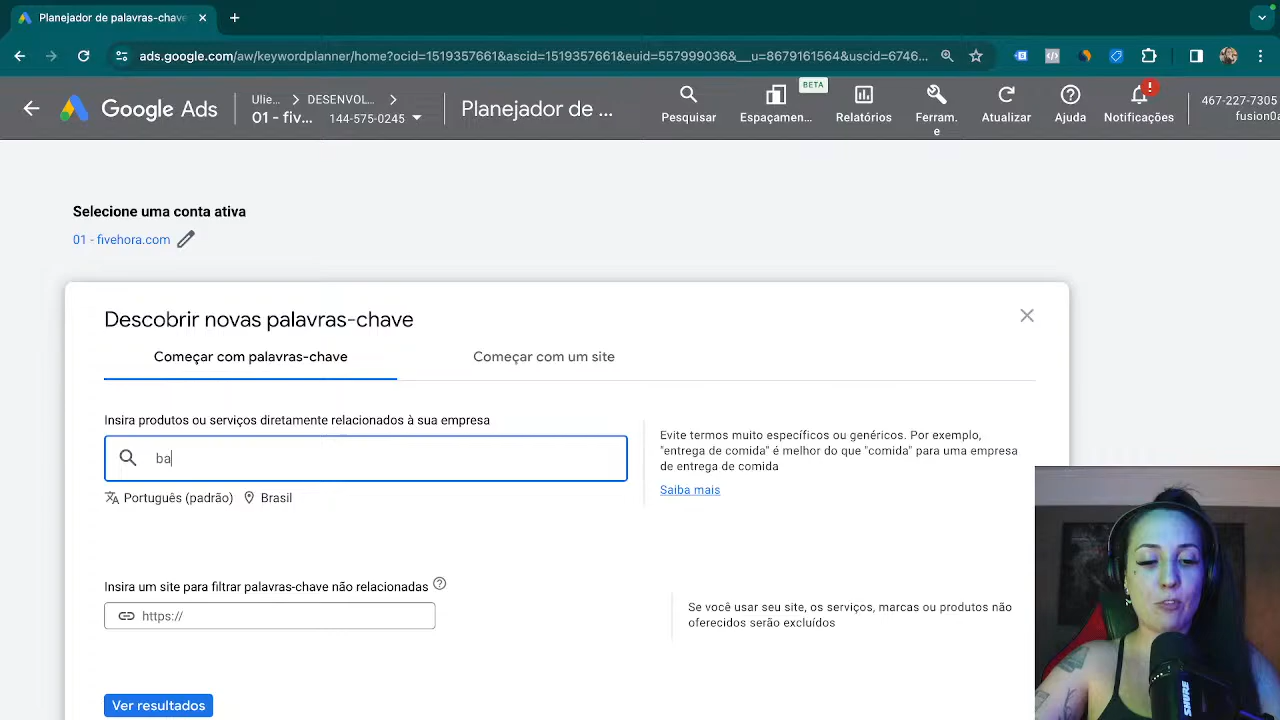 Planejador de palavras-chave
ads.google.com/aw/keywordplanner/home?ocid=1519357661&ascid=1519357661&euid=557999036&__u=8679161564&uscid=6746...
Google Ads
Ulie...
DESENVOL...
01 - fiv...
144-575-0245
Planejador de ...
Pesquisar
BETA
Espaçamen...
Relatórios
Ferram.
e
Atualizar
Ajuda
!
Notificações
467-227-7305
fusion0a
Selecione uma conta ativa
01 - fivehora.com
Descobrir novas palavras-chave
Começar com palavras-chave
Começar com um site
Insira produtos ou serviços diretamente relacionados à sua empresa
ba
Português (padrão)
Brasil
Evite termos muito específicos ou genéricos. Por exemplo,
"entrega de comida" é melhor do que "comida" para uma empresa
de entrega de comida
Saiba mais
Insira um site para filtrar palavras-chave não relacionadas
https://
Se você usar seu site, os serviços, marcas ou produtos não
oferecidos serão excluídos
Ver resultados
SHURE